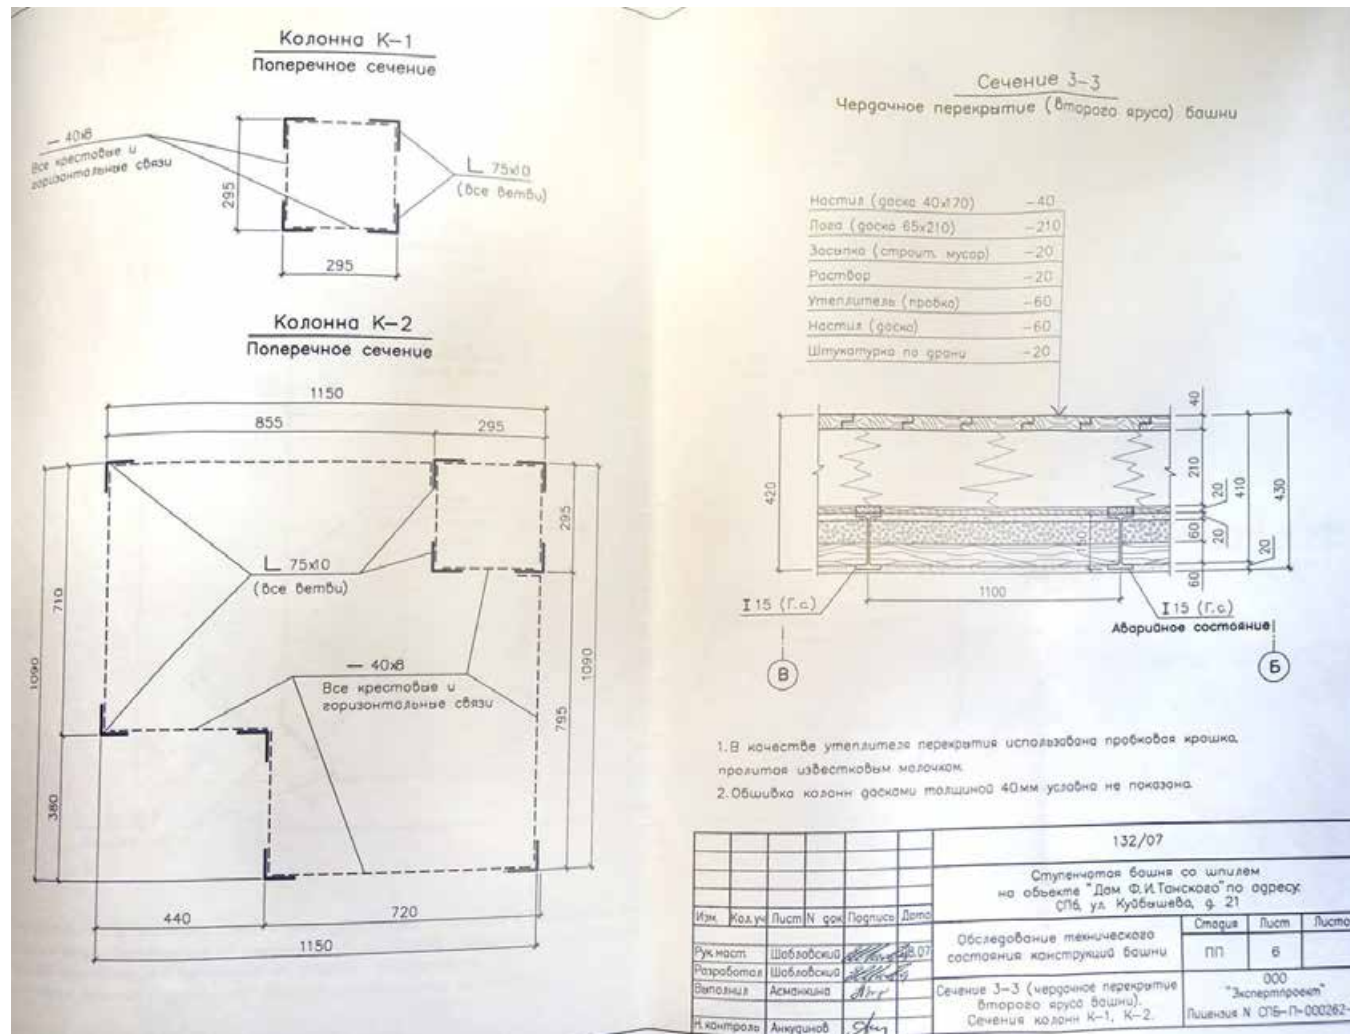 Колонна К-1
Поперечное сечение
40х8
Все крестовые и
горизонтальные связи
295
295
75х10
(все ветви)
Колонна К-2
Поперечное сечение
1150
855
295
295
710
1090
75х10
(все ветви)
40х8
Все крестовые и
горизонтальные связи
1090
795
380
440
720
1150
Сечение 3-3
Чердачное перекрытие (второго яруса) башни
Настил (доска 40х170) -40
Лага (доска 65х210) -210
Засыпка (строит. мусор) -20
Раствор -20
Утеплитель (пробка) -60
Настил (доска) -60
Штукатурка по драни -20
40
210
20
410
430
420
60
20
20
60
1100
I 15 (Г.с)
I 15 (Г.с)
Аварийное состояние
В
Б
1. В качестве утеплителя перекрытия использована пробковая крошка,
пролитая известковым молочком.
2. Обшивка колонн досками толщиной 40мм условно не показана.
132/07
Ступенчатая башня со шпилем
на объекте "Дом Ф.И.Танского" по адресу:
СПб, ул. Куйбышева, д. 21
Изм. Кол.уч Лист N док Подпись Дата
Рук.маст. Шабловский 07
Разработал Шабловский
Выполнил Асманкина
Н.контроль Анкудинов
Обследование технического
состояния конструкций башни
Стадия Лист
ПП 6
Сечение 3-3 (чердачное перекрытие
второго яруса башни).
Сечения колонн К-1, К-2.
ООО
"Экспертпроект"
Лицензия N СПБ-П-000262-